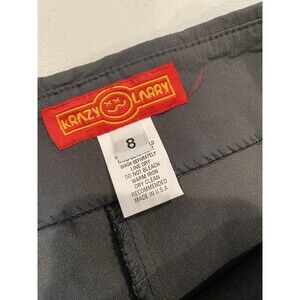 KRAZY LARRY
8
WASH SEPARATELY
LINE DRY
DO NOT BLEACH
WARM IRON
DRY CLEAN
RECOMMENDED
MADE IN U.S.A.